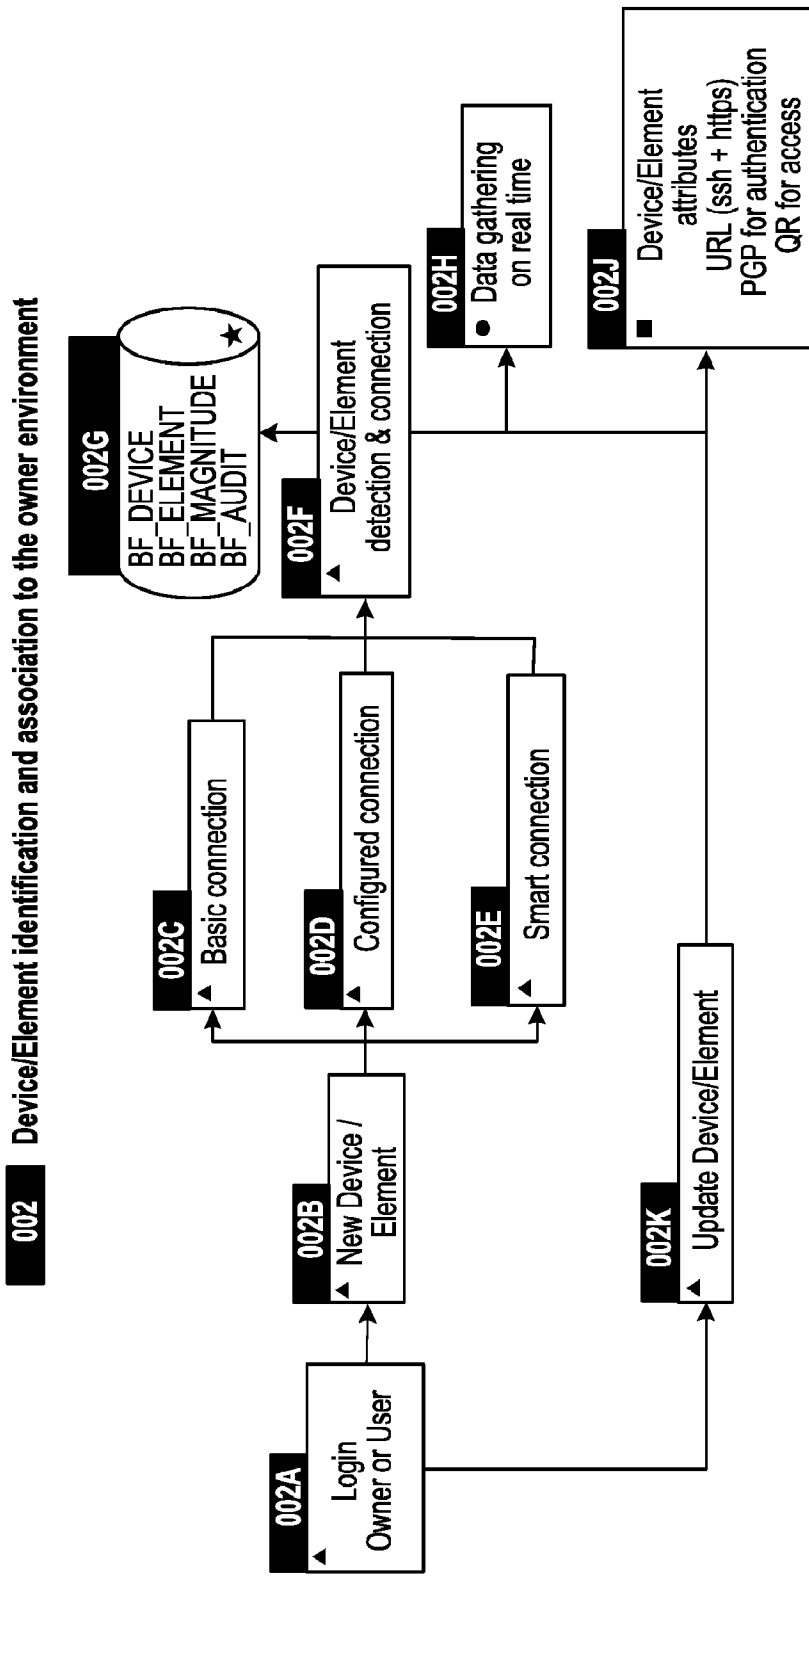 002 Device/Element identification and association to the owner environment
002A
Login
Owner or User
002B
New Device /
Element
002C
Basic connection
002D
Configured connection
002E
Smart connection
002F
Device/Element
detection & connection
002G
BF_DEVICE
BF_ELEMENT
BF_MAGNITUDE
BF_AUDIT
002H
Data gathering
on real time
002J
Device/Element
attributes
URL (ssh + https)
PGP for authentication
QR for access
002K
Update Device/Element